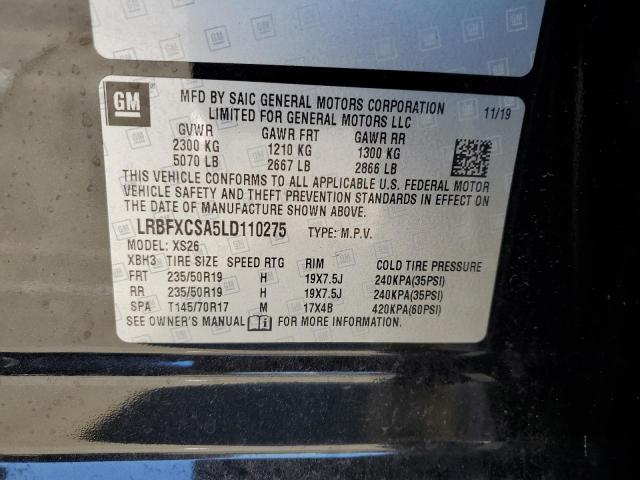 GM
MFD BY SAIC GENERAL MOTORS CORPORATION
LIMITED FOR GENERAL MOTORS LLC
11/19
GVWR GAWR FRT GAWR RR
2300 KG 1210 KG 1300 KG
5070 LB 2667 LB 2866 LB
THIS VEHICLE CONFORMS TO ALL APPLICABLE U.S. FEDERAL MOTOR
VEHICLE SAFETY AND THEFT PREVENTION STANDARDS IN EFFECT ON
THE DATE OF MANUFACTURE SHOWN ABOVE.
LRBFXCSA5LD110275 TYPE: M.P.V.
MODEL: XS26
XBH3 TIRE SIZE SPEED RTG RIM COLD TIRE PRESSURE
FRT 235/50R19 H 19X7.5J 240KPA(35PSI)
RR 235/50R19 H 19X7.5J 240KPA(35PSI)
SPA T145/70R17 M 17X4B 420KPA(60PSI)
SEE OWNER'S MANUAL FOR MORE INFORMATION.